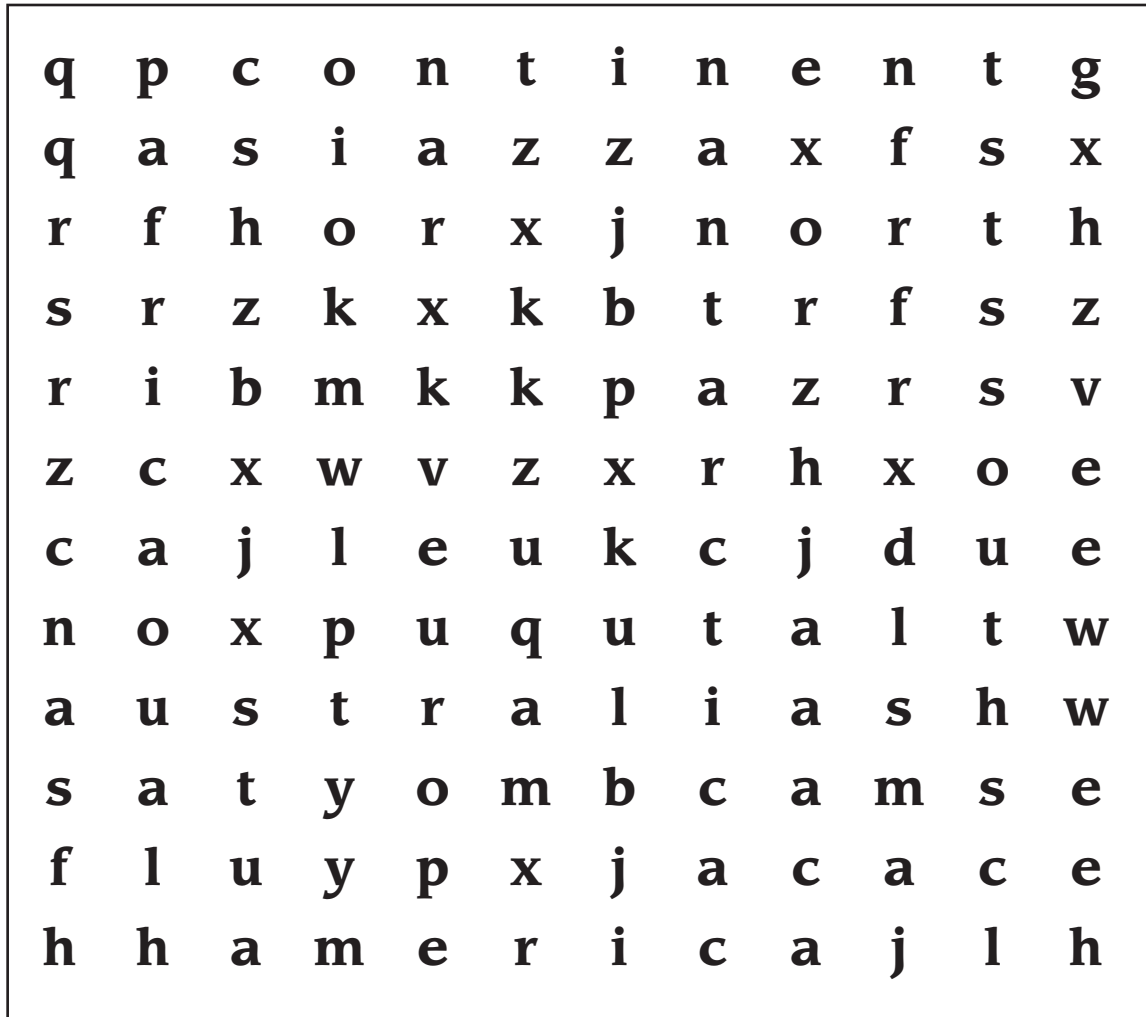 q p c o n t i n e n t g
q a s i a z z a x f s x
r f h o r x j n o r t h
s r z k x k b t r f s z
r i b m k k p a z r s v
z c x w v z x r h x o e
c a j l e u k c j d u e
n o x p u q u t a l t w
a u s t r a l i a s h w
s a t y o m b c a m s e
f l u y p x j a c a c e
h h a m e r i c a j l h